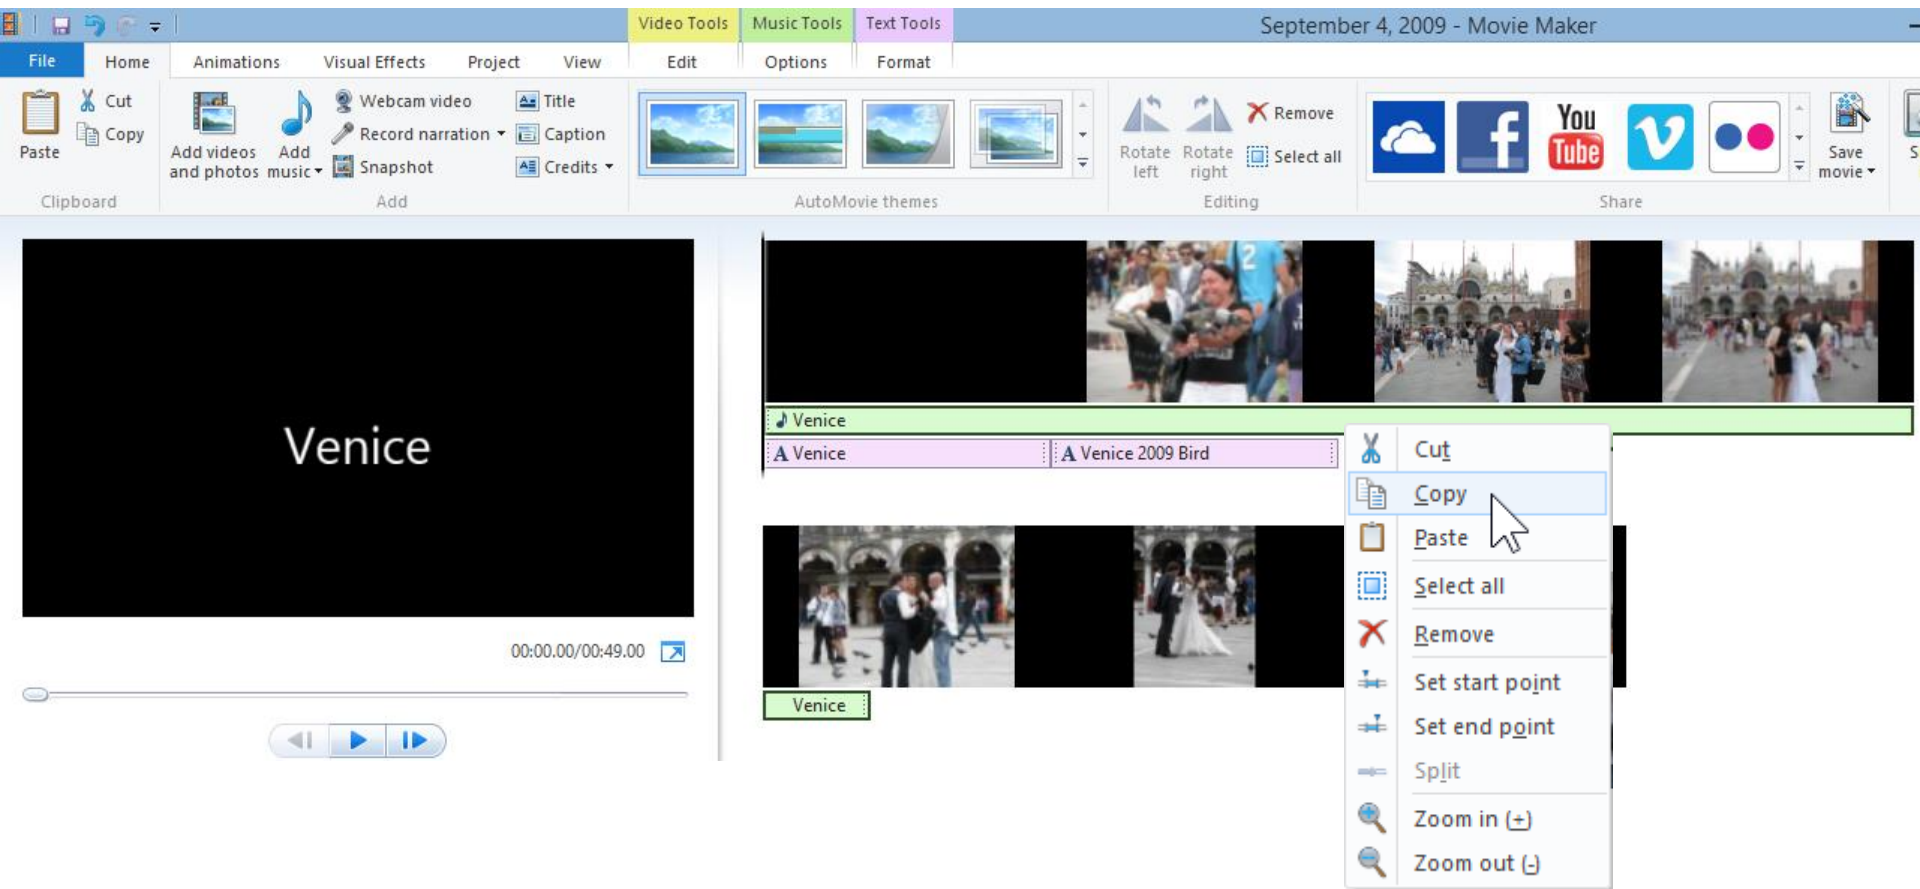 Video Tools Music Tools Text Tools September 4, 2009 - Movie Maker
File Home Animations Visual Effects Project View Edit Options Format
Paste
Cut
Copy
Clipboard
Add videos and photos
Add music
Webcam video
Record narration
Snapshot
Title
Caption
Credits
Add
AutoMovie themes
Rotate left
Rotate right
Remove
Select all
Editing
f
You Tube
Share
Save movie
S
Venice
00:00.00/00:49.00
2
Venice
A Venice
A Venice 2009 Bird
Venice
Cut
Copy
Paste
Select all
Remove
Set start point
Set end point
Split
Zoom in (+)
Zoom out (-)